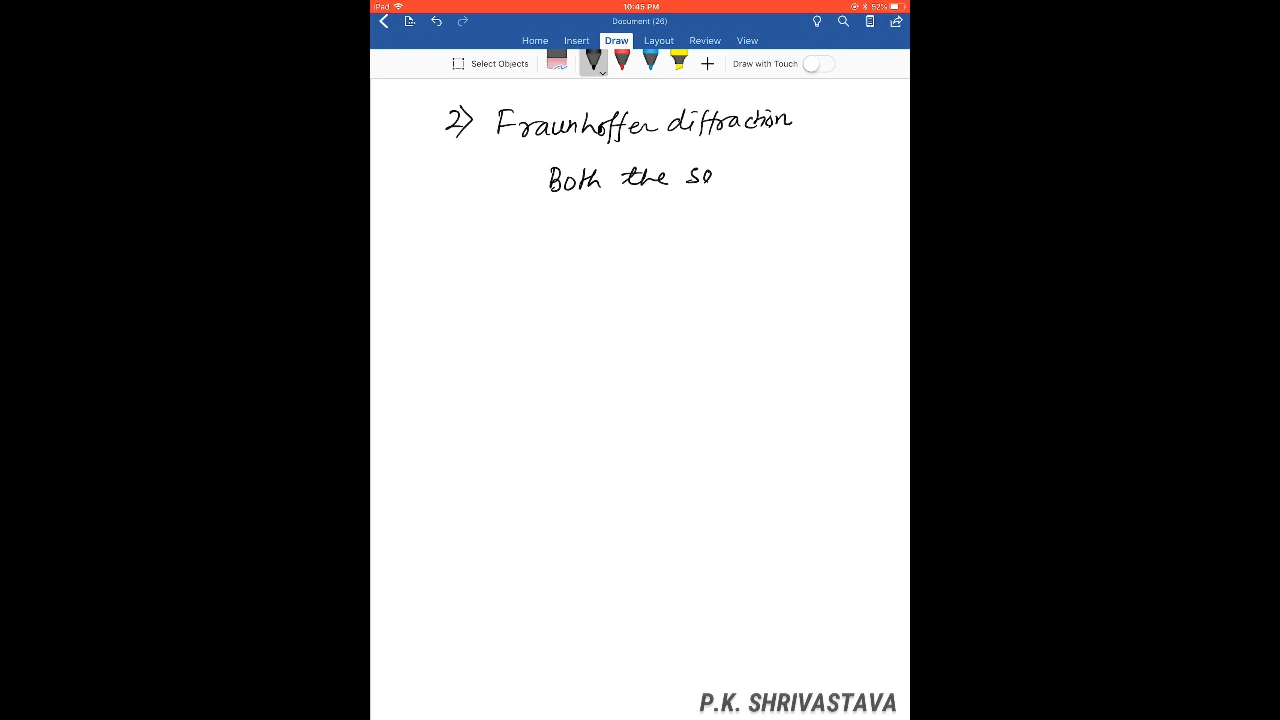 iPad 10:45 PM 52%
Document (26)
Home Insert Draw Layout Review View
Select Objects Draw with Touch
2) Fraunhoffer diffraction
Both the so
P.K. SHRIVASTAVA